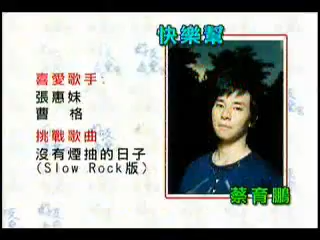 快樂幫
喜愛歌手:
張惠妹
曹 格
挑戰歌曲
沒有煙抽的日子
(Slow Rock版)
蔡育鵬